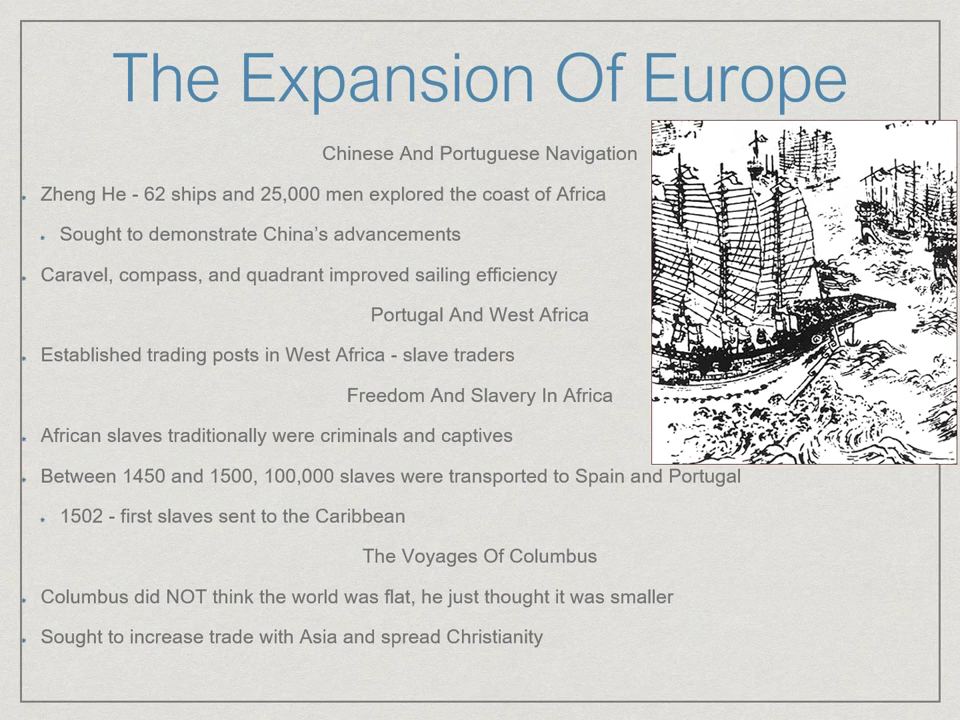 The Expansion Of Europe
Chinese And Portuguese Navigation
Zheng He - 62 ships and 25,000 men explored the coast of Africa
Sought to demonstrate China’s advancements
Caravel, compass, and quadrant improved sailing efficiency
Portugal And West Africa
Established trading posts in West Africa - slave traders
Freedom And Slavery In Africa
African slaves traditionally were criminals and captives
Between 1450 and 1500, 100,000 slaves were transported to Spain and Portugal
1502 - first slaves sent to the Caribbean
The Voyages Of Columbus
Columbus did NOT think the world was flat, he just thought it was smaller
Sought to increase trade with Asia and spread Christianity